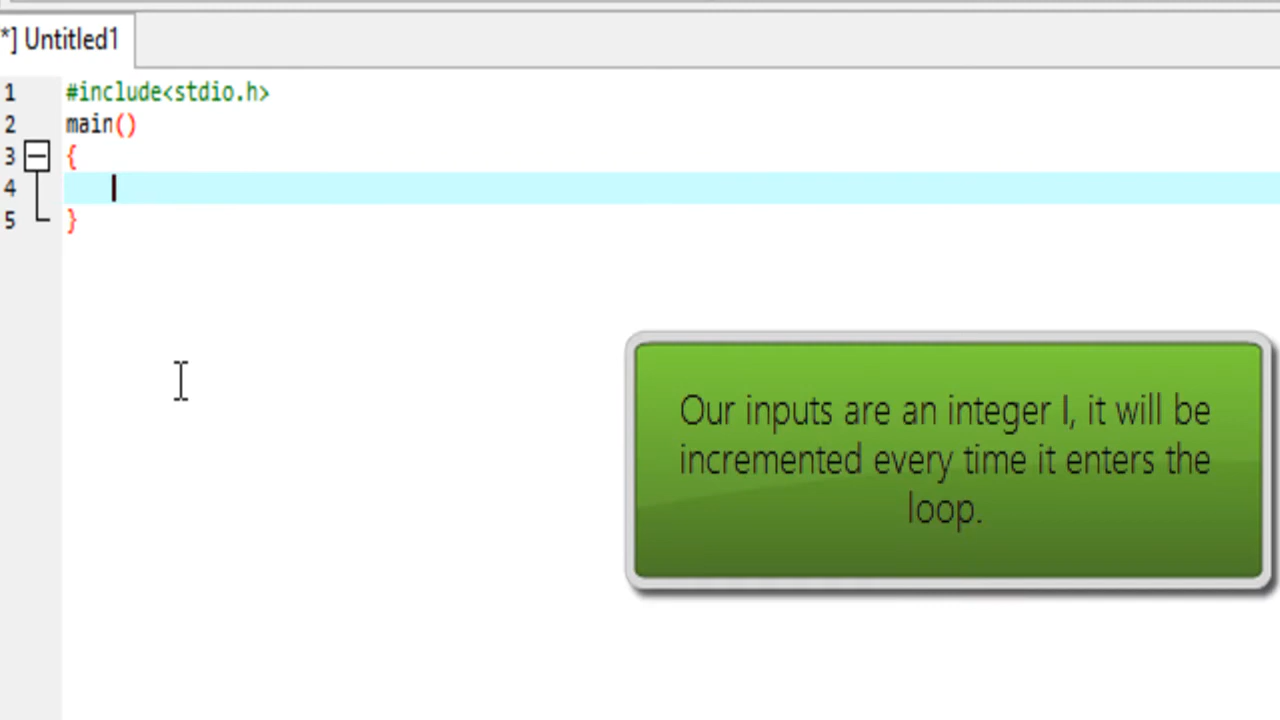 *] Untitled1
1 #include<stdio.h>
2 main()
3 {
4
5 }
Our inputs are an integer I, it will be
incremented every time it enters the
loop.